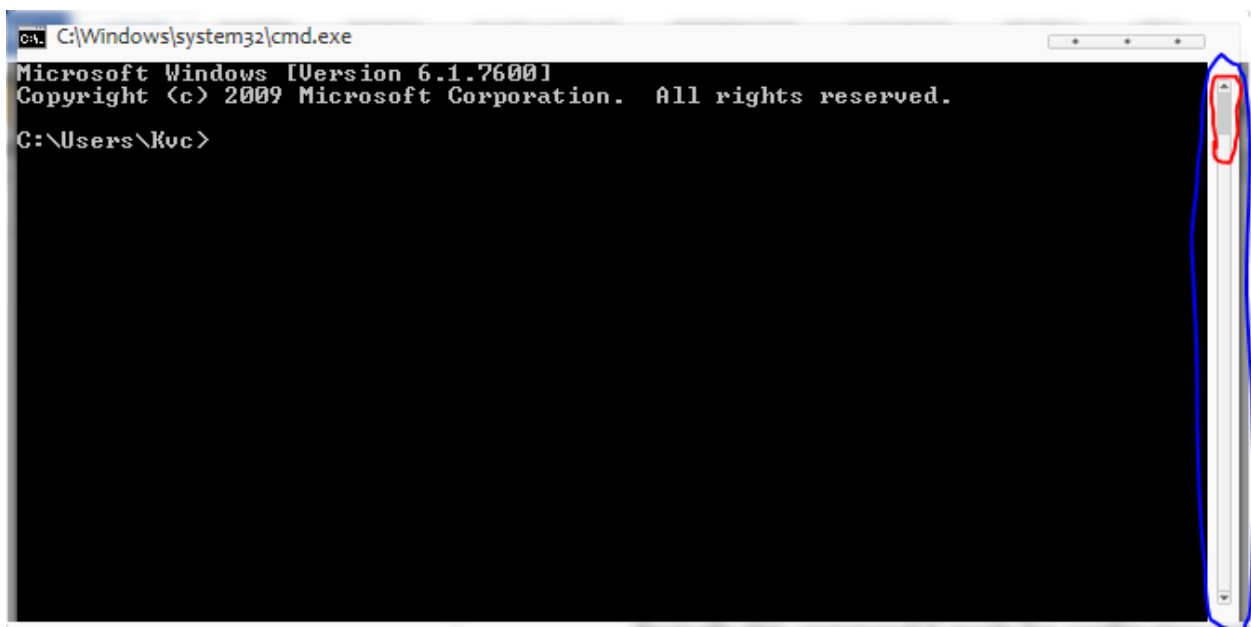 C:\Windows\system32\cmd.exe
Microsoft Windows [Version 6.1.7600]
Copyright (c) 2009 Microsoft Corporation.  All rights reserved.
C:\Users\Kvc>